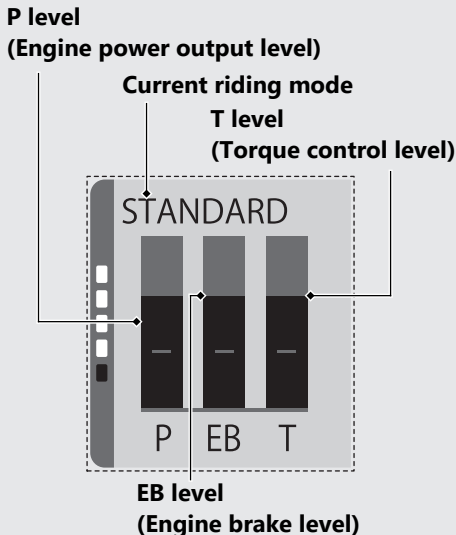 P level
(Engine power output level)
Current riding mode
T level
(Torque control level)
STANDARD
P EB T
EB level
(Engine brake level)